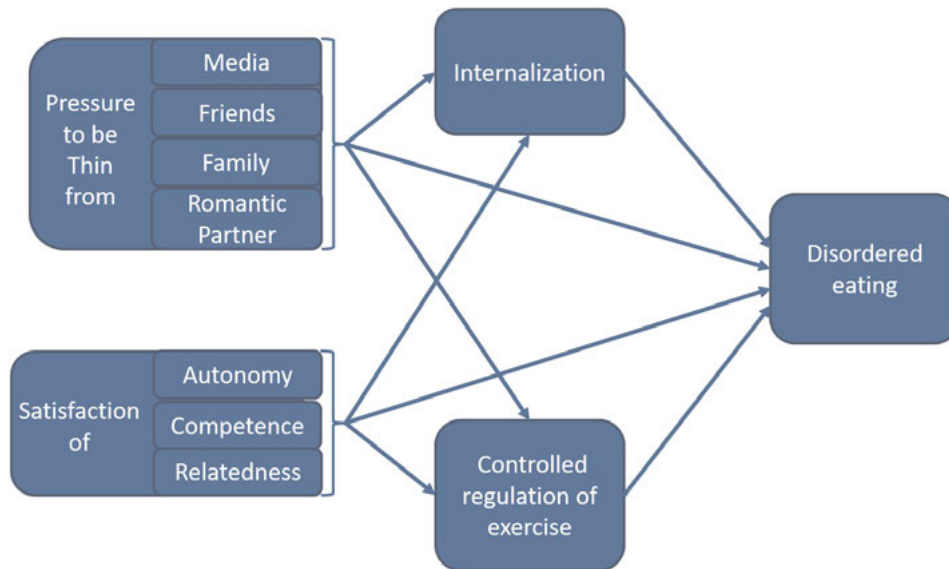 Pressure
to be
Thin
from
Media
Friends
Family
Romantic
Partner
Satisfaction
of
Autonomy
Competence
Relatedness
Internalization
Controlled
regulation of
exercise
Disordered
eating